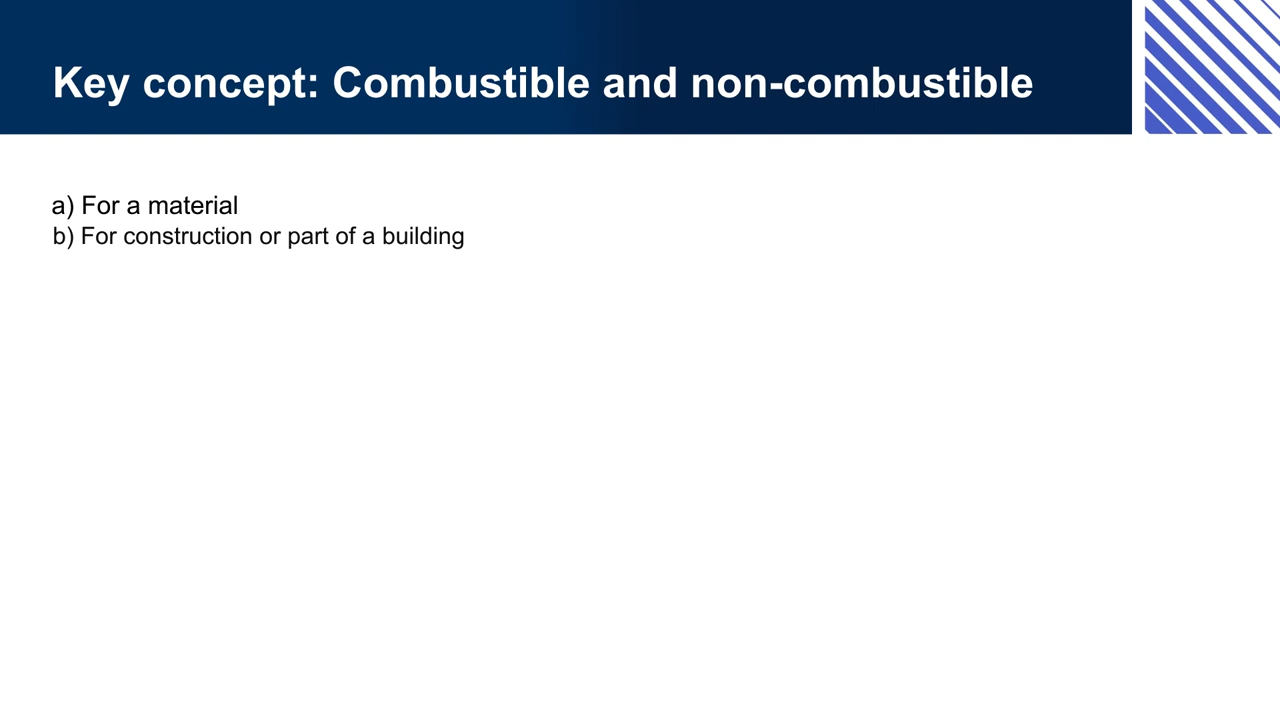 Key concept: Combustible and non-combustible
a) For a material
b) For construction or part of a building